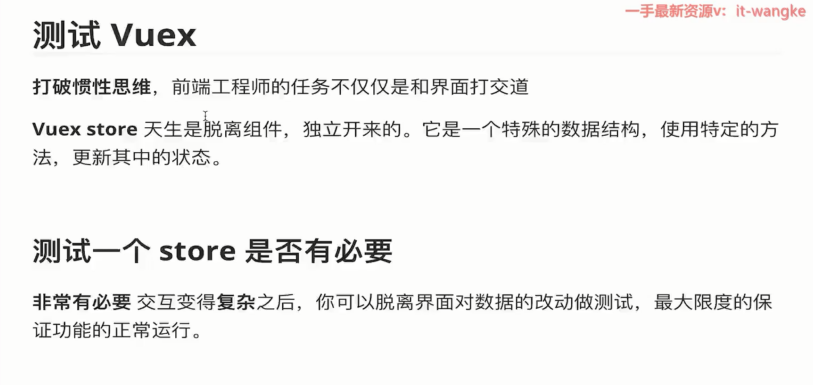 一手最新资源v：it-wangke
测试 Vuex
打破惯性思维，前端工程师的任务不仅仅是和界面打交道
Vuex store 天生是脱离组件，独立开来的。它是一个特殊的数据结构，使用特定的方
法，更新其中的状态。
测试一个 store 是否有必要
非常有必要 交互变得复杂之后，你可以脱离界面对数据的改动做测试，最大限度的保
证功能的正常运行。